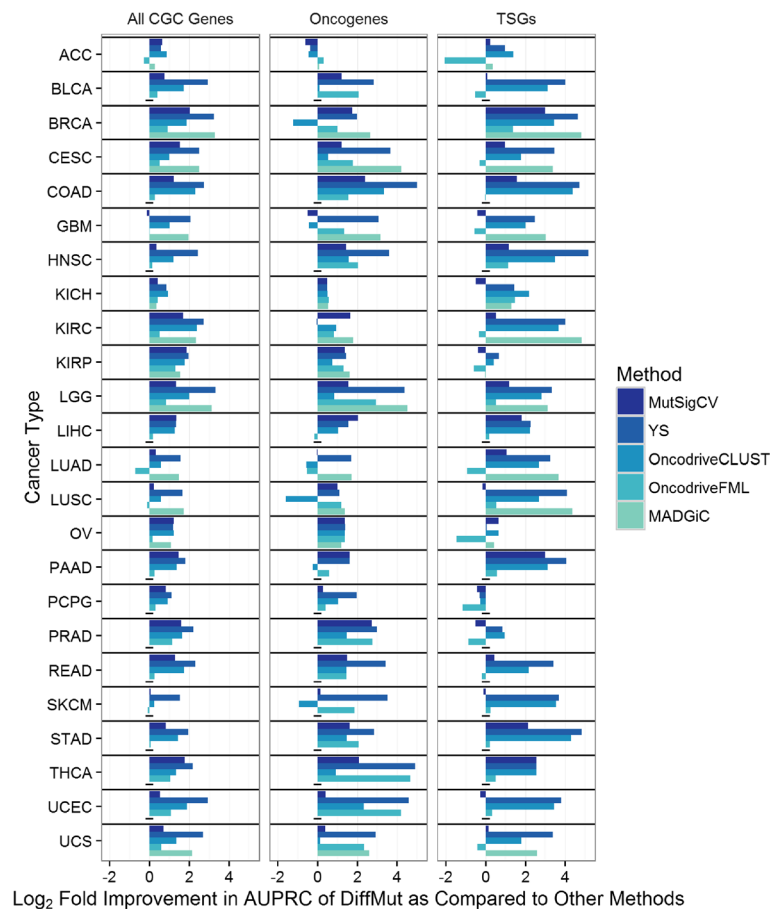 All CGC Genes
Oncogenes
TSGs
ACC
BLCA
BRCA
CESC
COAD
GBM
HNSC
KICH
KIRC
KIRP
LGG
LIHC
LUAD
LUSC
OV
PAAD
PCPG
PRAD
READ
SKCM
STAD
THCA
UCEC
UCS
Cancer Type
Method
MutSigCV
YS
OncodriveCLUST
OncodriveFML
MADGiC
-2 0 2 4 -2 0 2 4 -2 0 2 4
Log₂ Fold Improvement in AUPRC of DiffMut as Compared to Other Methods